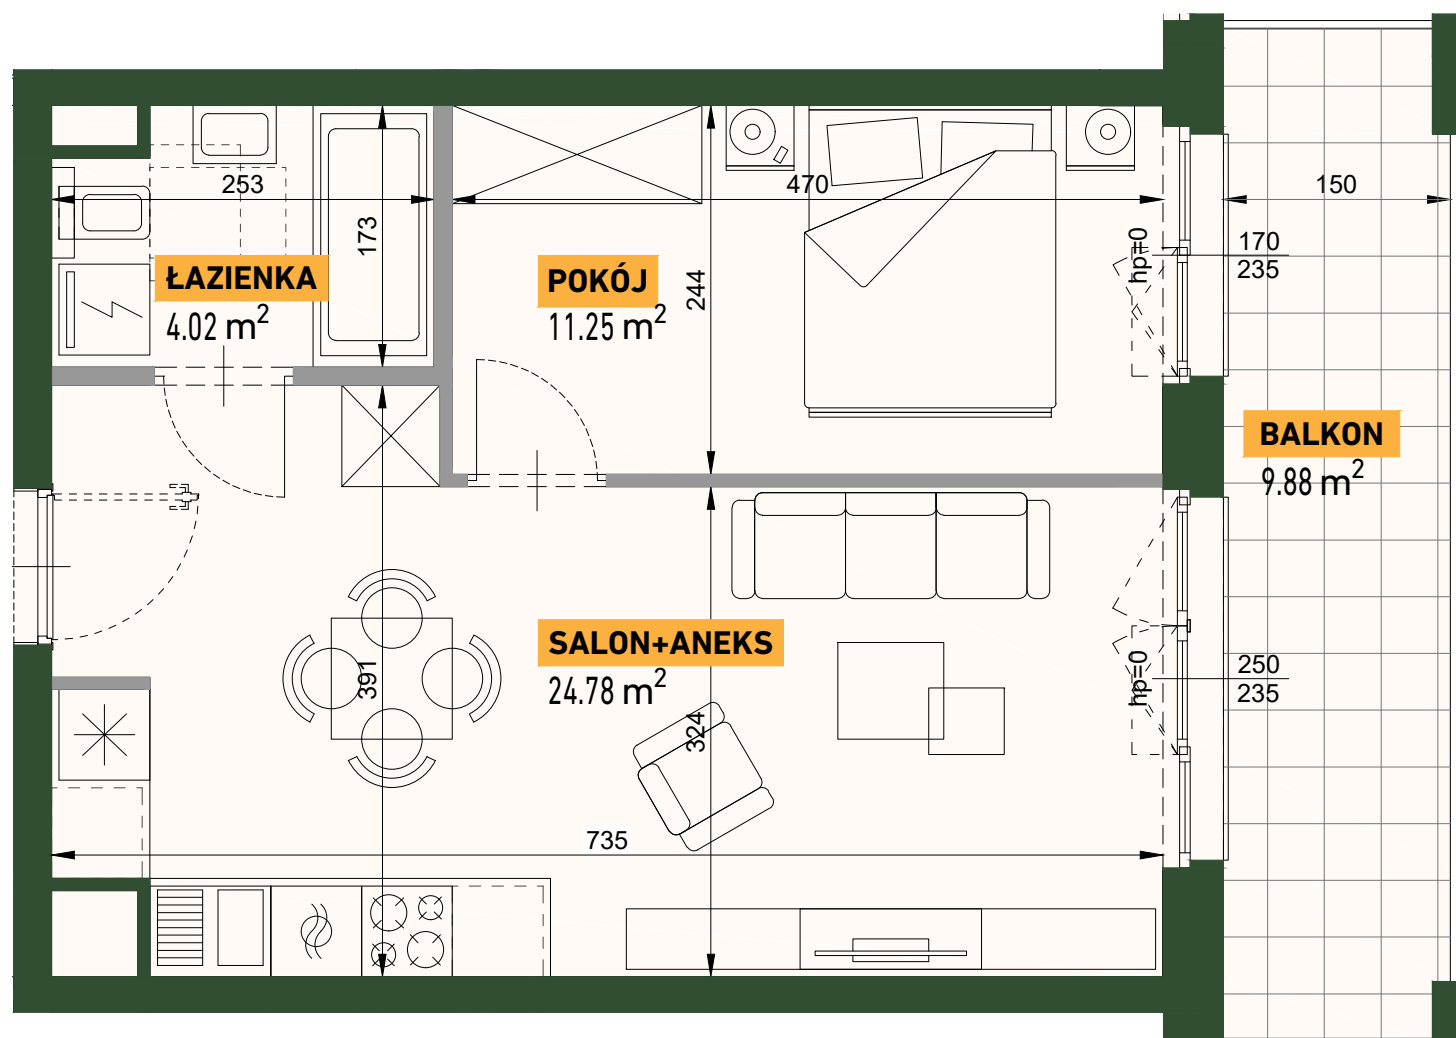 253
173
ŁAZIENKA
4.02 m²
470
244
POKÓJ
11.25 m²
hp=0
170
235
150
BALKON
9.88 m²
391
SALON+ANEKS
24.78 m²
324
hp=0
250
235
735